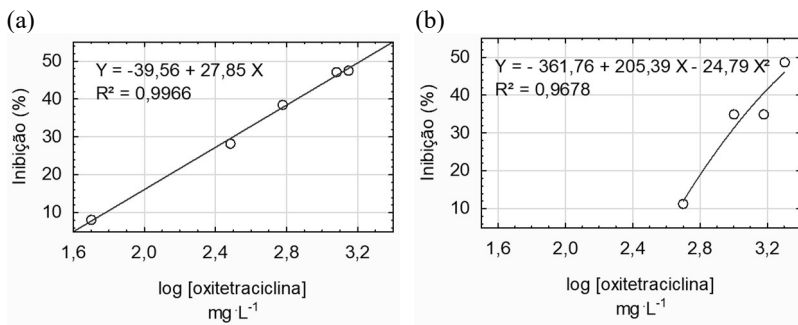 (a)
Y = -39,56 + 27,85 X
R² = 0,9966
Inibição (%)
50
40
30
20
10
1,6 2,0 2,4 2,8 3,2
log [oxitetraciclina]
mg·L⁻¹
(b)
Y = - 361,76 + 205,39 X - 24,79 X²
R² = 0,9678
Inibição (%)
50
40
30
20
10
1,6 2,0 2,4 2,8 3,2
log [oxitetraciclina]
mg·L⁻¹